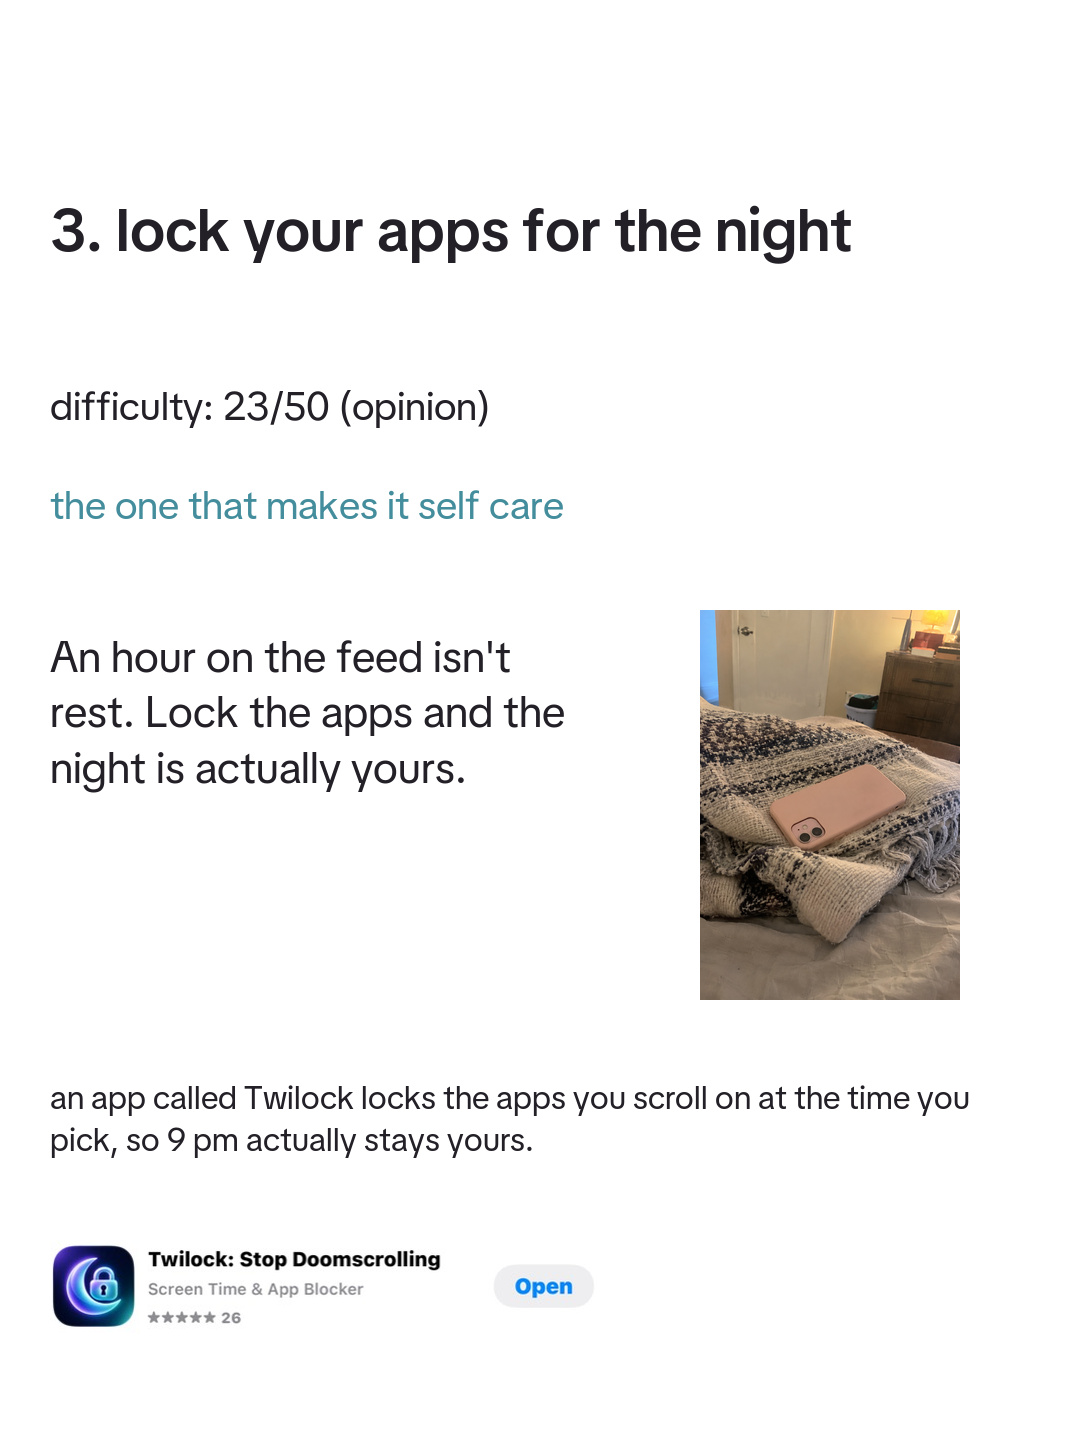 3. lock your apps for the night
difficulty: 23/50 (opinion)
the one that makes it self care
An hour on the feed isn't
rest. Lock the apps and the
night is actually yours.
an app called Twilock locks the apps you scroll on at the time you
pick, so 9 pm actually stays yours.
Twilock: Stop Doomscrolling
Screen Time & App Blocker
★★★★★ 26
Open